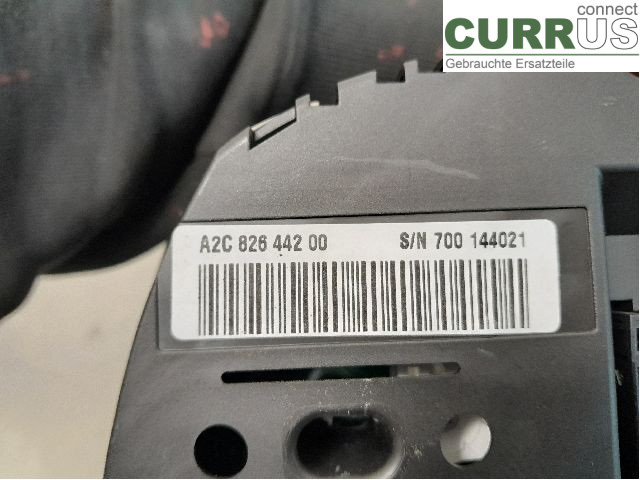 connect
CURRUS
Gebrauchte Ersatzteile
A2C 826 442 00 S/N 700 144021